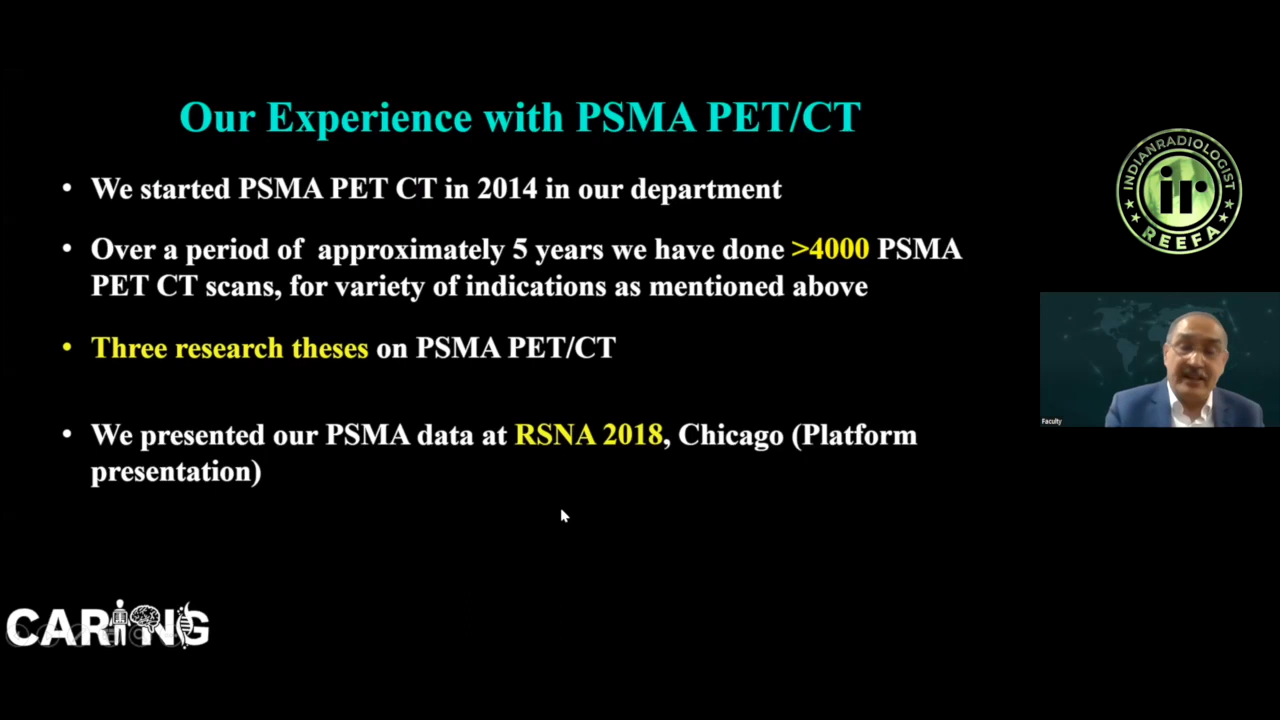 Our Experience with PSMA PET/CT
• We started PSMA PET CT in 2014 in our department
• Over a period of approximately 5 years we have done >4000 PSMA
PET CT scans, for variety of indications as mentioned above
• Three research theses on PSMA PET/CT
• We presented our PSMA data at RSNA 2018, Chicago (Platform
presentation)
INDIANRADIOLOGIST
ir
REEFA
Faculty
CARING